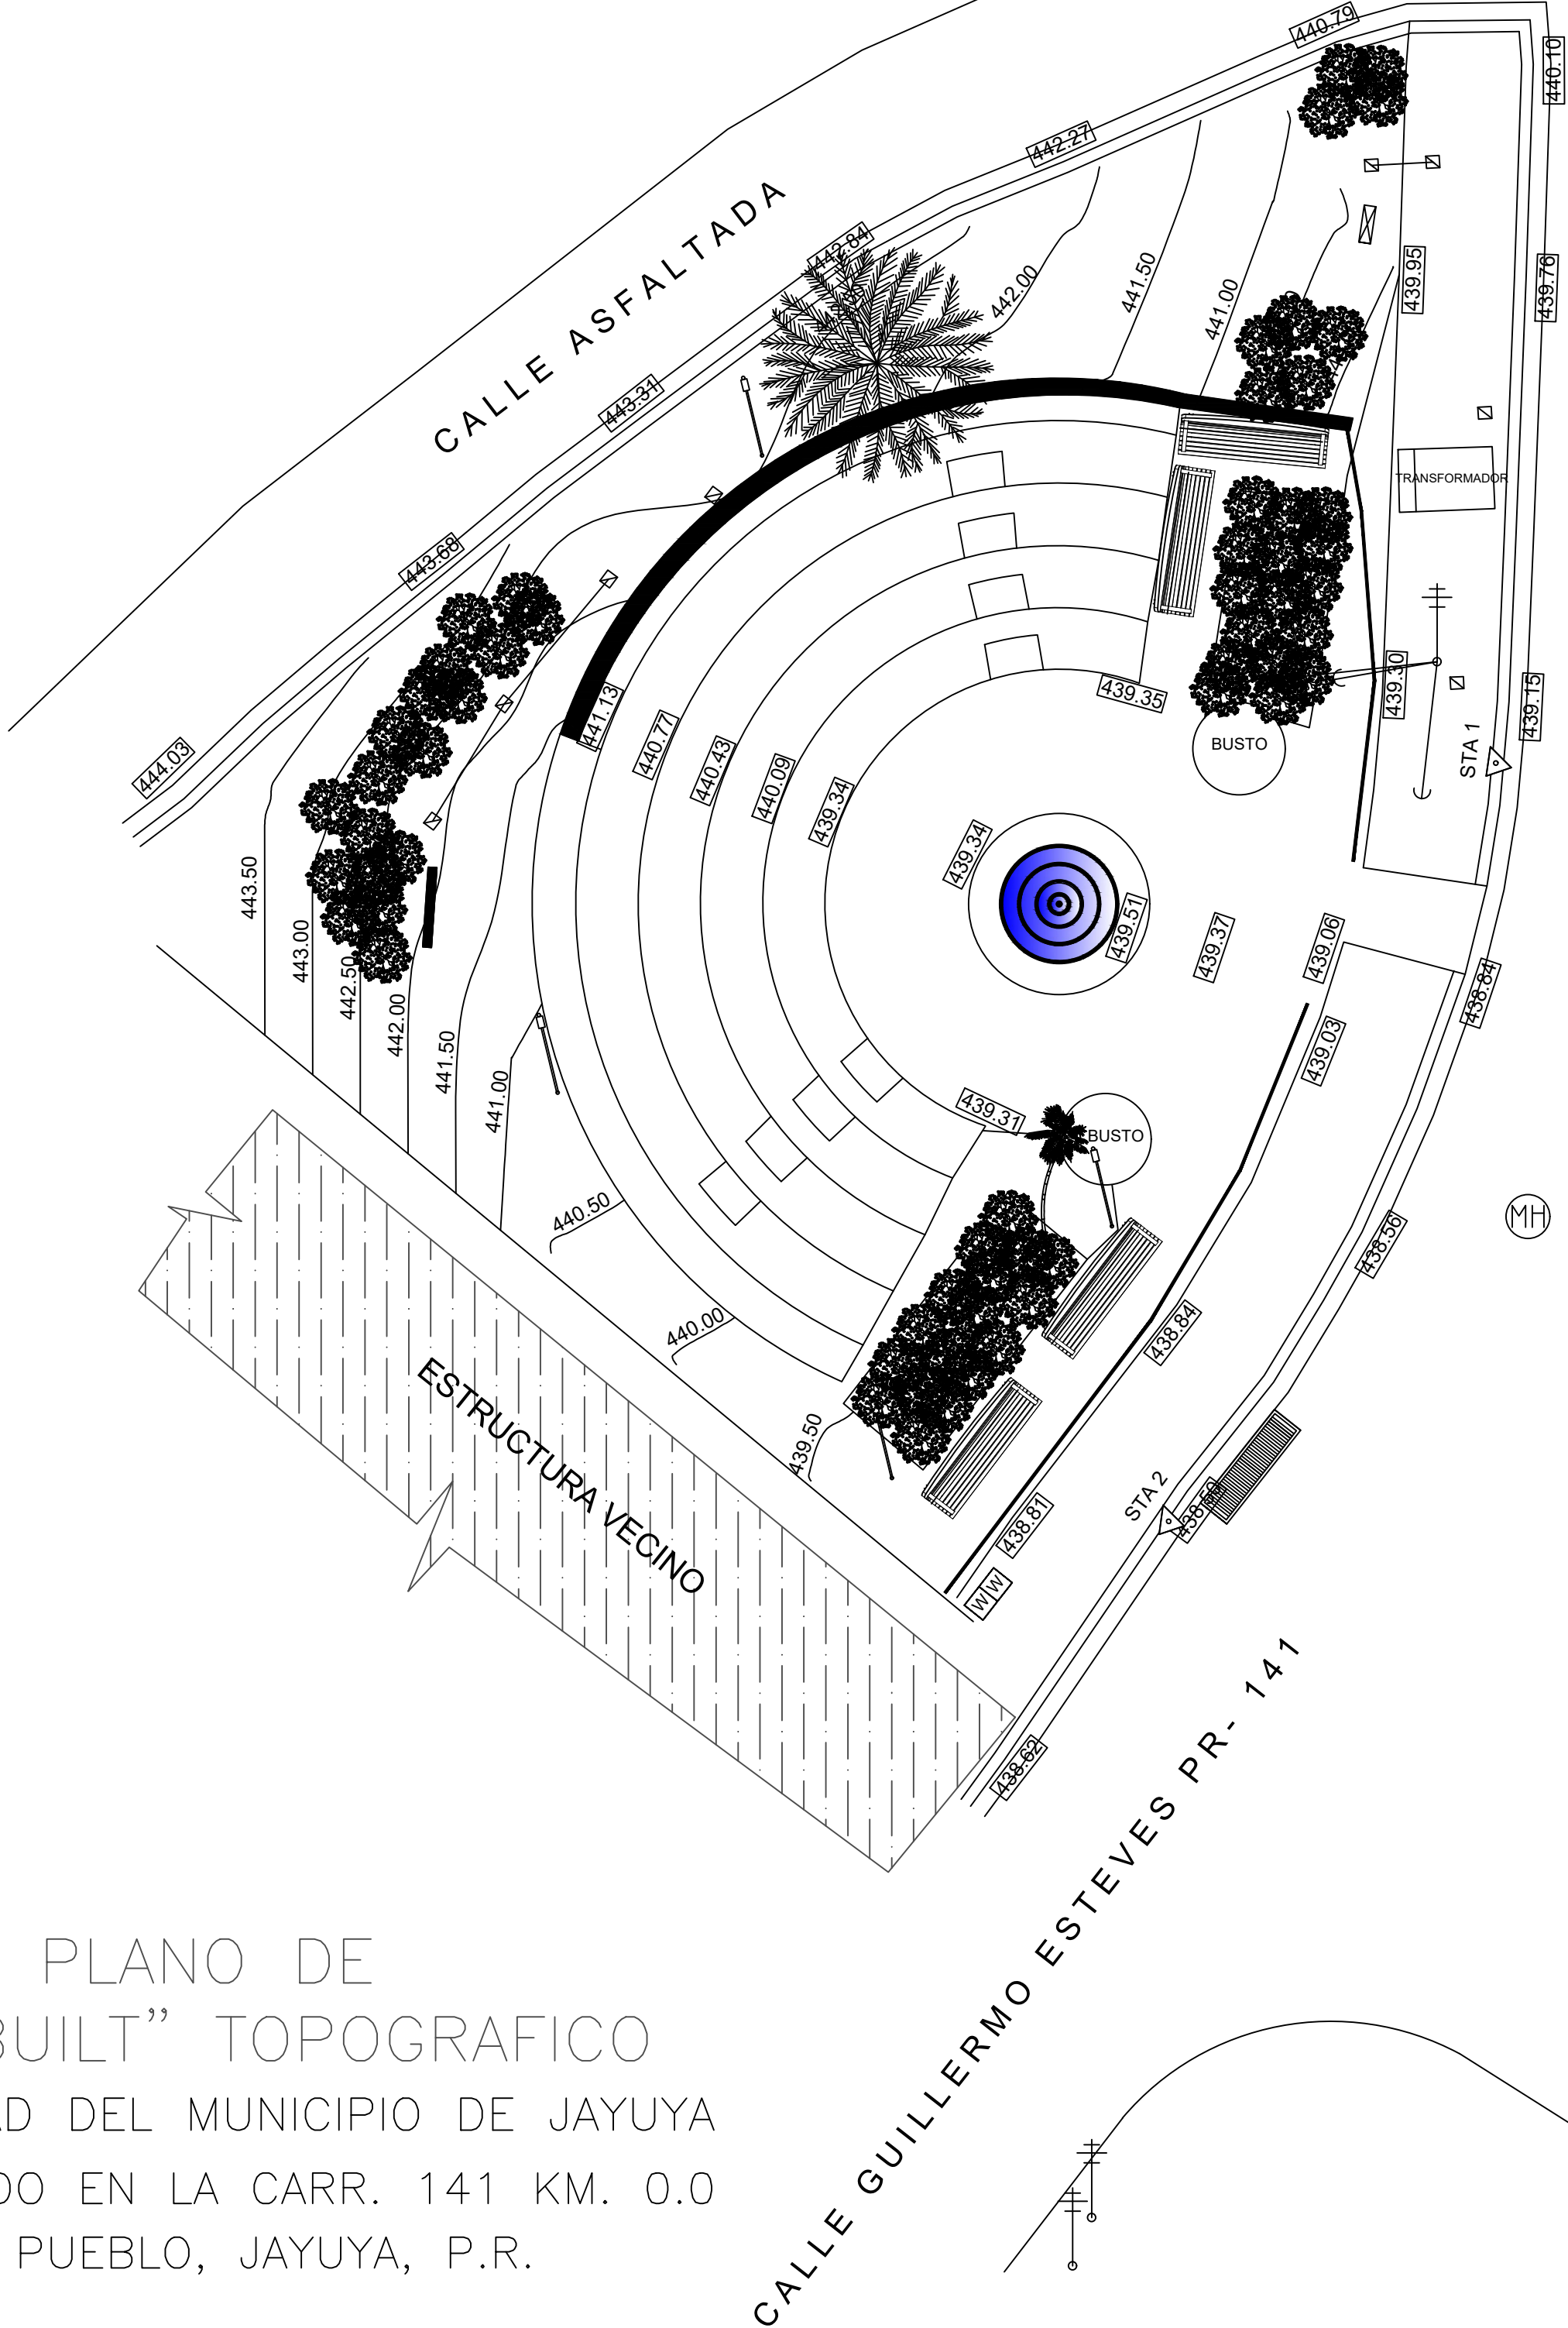 440.79
440.10
442.27
CALLE ASFALTADA
442.84
442.00
441.50
441.00
439.95
439.76
443.31
TRANSFORMADOR
443.68
441.13
440.77
440.43
440.09
439.34
439.35
439.30
439.15
BUSTO
STA 1
444.03
439.34
439.51
439.37
439.06
438.84
443.50
443.00
442.50
442.00
441.50
441.00
439.03
439.31
BUSTO
MH
438.56
440.50
440.00
438.84
439.50
ESTRUCTURA VECINO
STA 2
438.81
W W
438.62
CALLE GUILLERMO ESTEVES PR- 141
PLANO DE
BUILT” TOPOGRAFICO
AD DEL MUNICIPIO DE JAYUYA
DO EN LA CARR. 141 KM. 0.0
PUEBLO, JAYUYA, P.R.